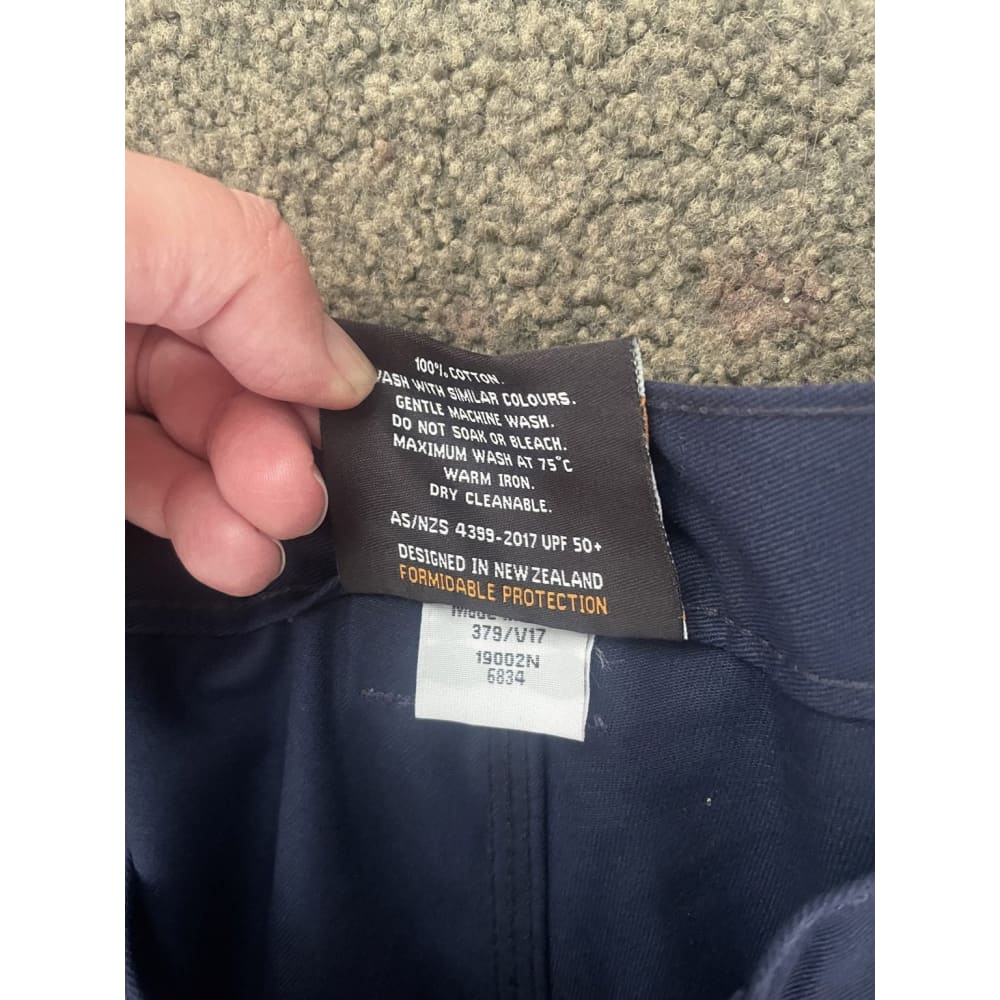 100% COTTON.
WASH WITH SIMILAR COLOURS.
GENTLE MACHINE WASH.
DO NOT SOAK OR BLEACH.
MAXIMUM WASH AT 75°C
WARM IRON.
DRY CLEANABLE.
AS/NZS 4399-2017 UPF 50+
DESIGNED IN NEW ZEALAND
FORMIDABLE PROTECTION
379/V17
19002N
6834